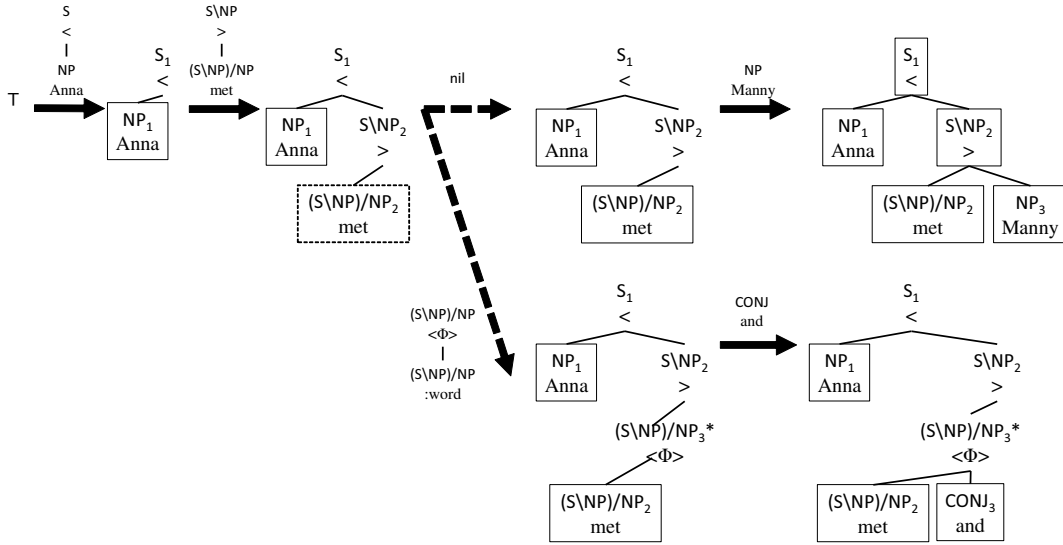 S
<
NP
Anna
T
S₁
<
NP₁
Anna
S\NP
>
(S\NP)/NP
met
S₁
<
NP₁
Anna
S\NP₂
>
(S\NP)/NP₂
met
nil
S₁
<
NP₁
Anna
S\NP₂
>
(S\NP)/NP₂
met
NP
Manny
S₁
<
NP₁
Anna
S\NP₂
>
(S\NP)/NP₂
met
NP₃
Manny
(S\NP)/NP
<Φ>
(S\NP)/NP
:word
S₁
<
NP₁
Anna
S\NP₂
>
(S\NP)/NP₃*
<Φ>
(S\NP)/NP₂
met
CONJ
and
S₁
<
NP₁
Anna
S\NP₂
>
(S\NP)/NP₃*
<Φ>
(S\NP)/NP₂
met
CONJ₃
and